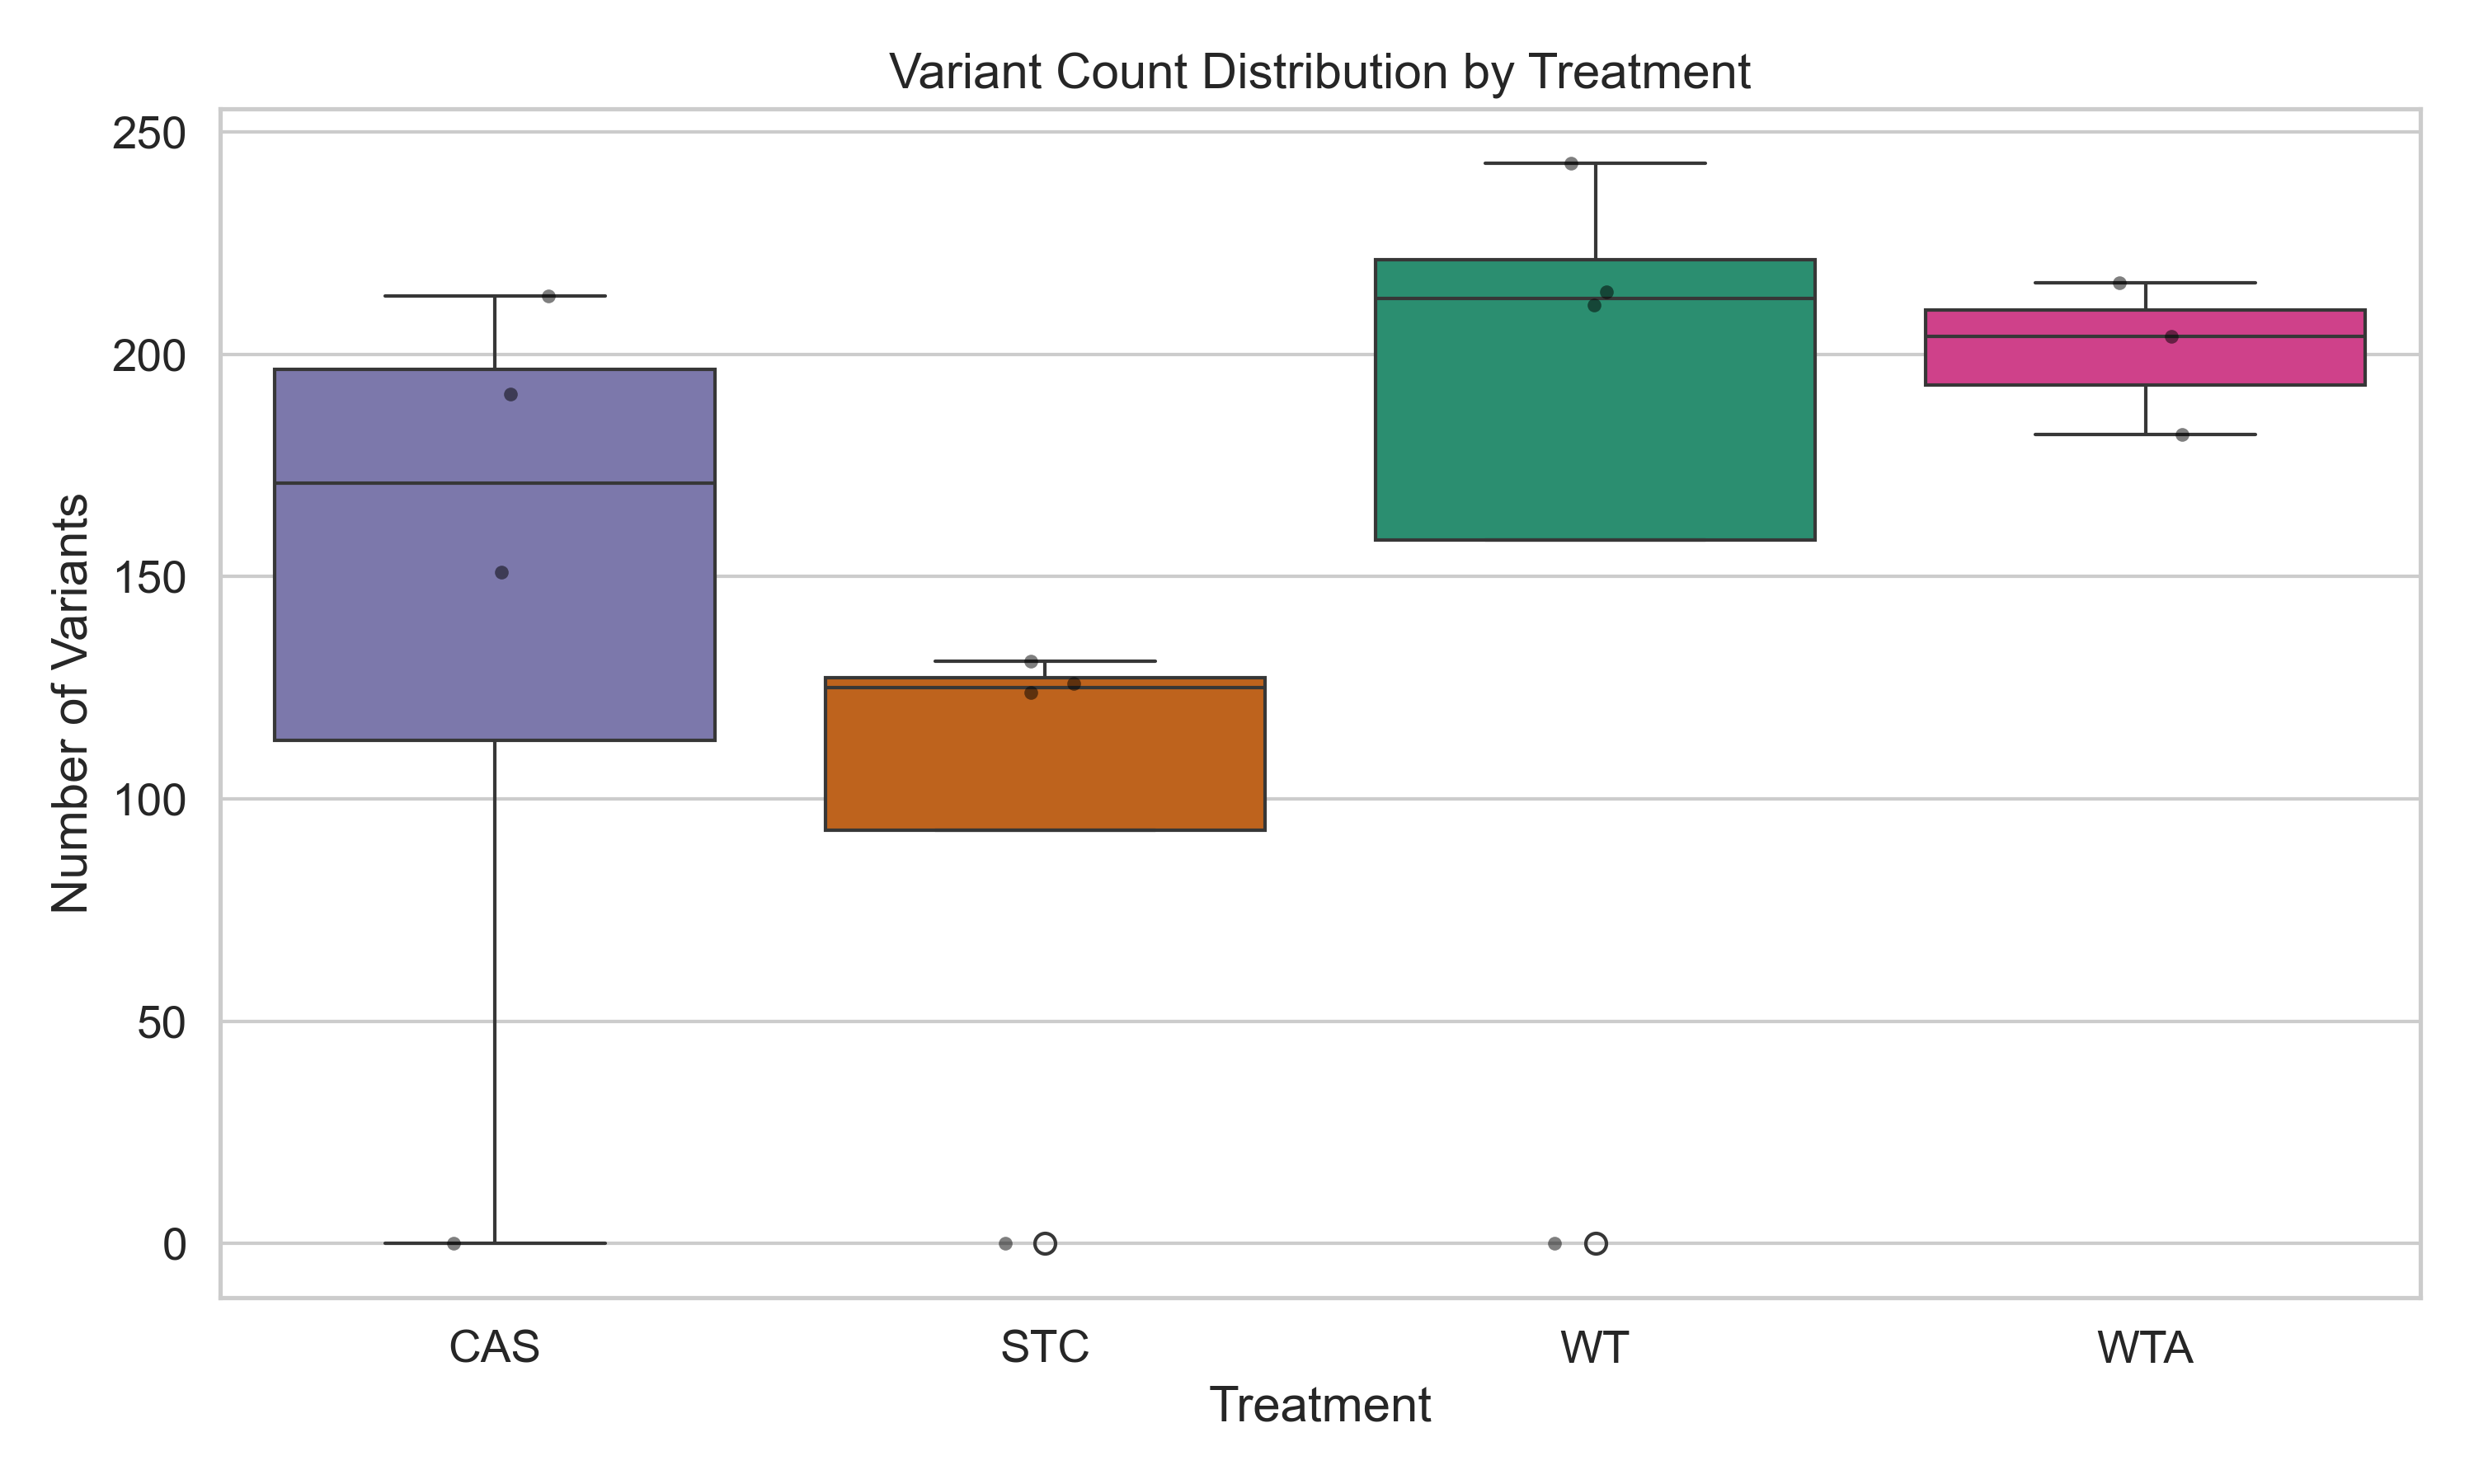 Variant Count Distribution by Treatment
250
200
150
100
50
0
Number of Variants
CAS
STC
WT
WTA
Treatment